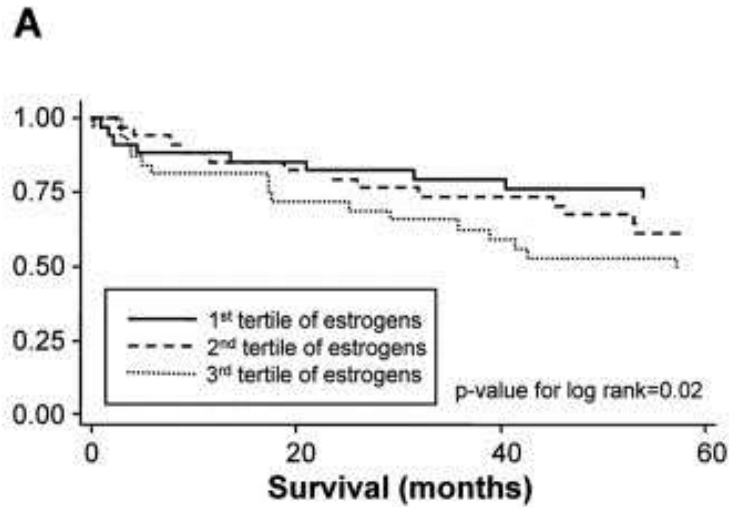 A
1.00
0.75
0.50
0.25
0.00
1st tertile of estrogens
2nd tertile of estrogens
3rd tertile of estrogens
p-value for log rank=0.02
0 20 40 60
Survival (months)